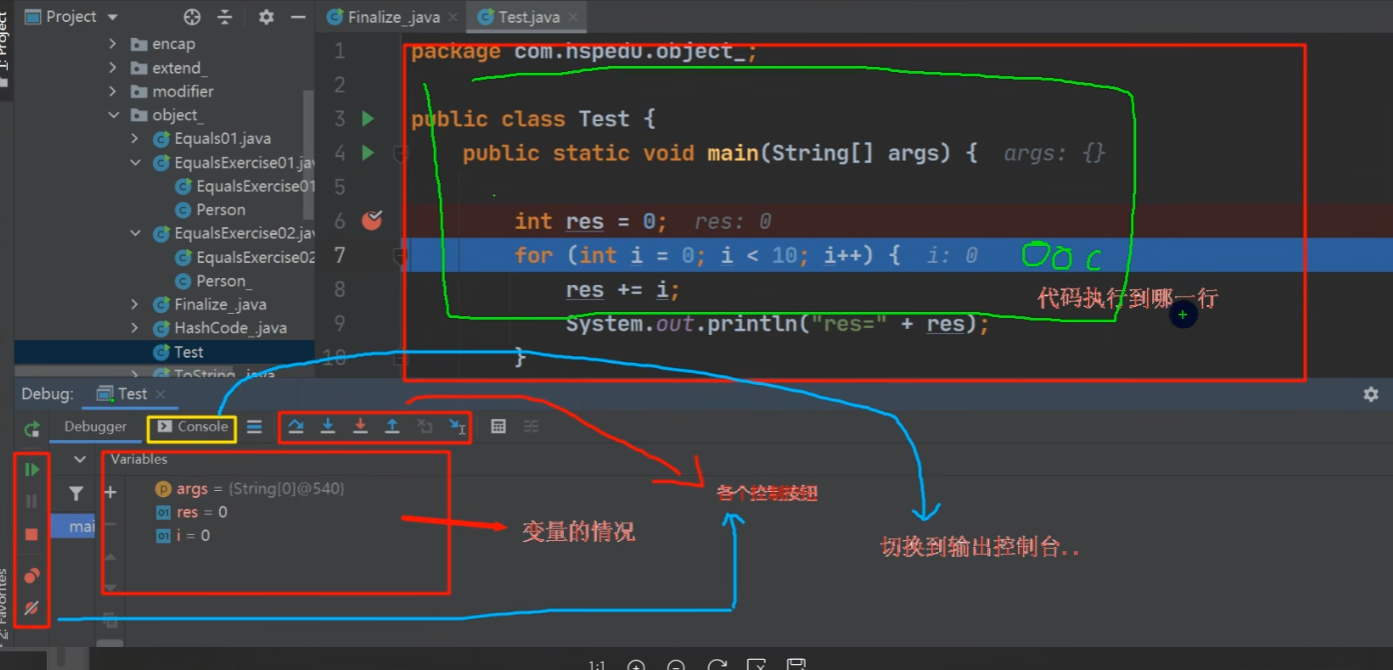 1: Project
Project
Finalize_.java
Test.java
encap
extend_
modifier
object_
Equals01.java
EqualsExercise01.ja
EqualsExercise01
Person
EqualsExercise02.ja
EqualsExercise02
Person_
Finalize_.java
HashCode_.java
Test
ToString_.java
1 package com.hspedu.object_;
2
3 public class Test {
4 public static void main(String[] args) { args: {}
5
6 int res = 0; res: 0
7 for (int i = 0; i < 10; i++) { i: 0
8 res += i;
代码执行到哪一行
9 System.out.println("res=" + res);
10 }
Debug: Test
Debugger Console
Variables
args = {String[0]@540}
res = 0
i = 0
mai
各个控制按钮
变量的情况
切换到输出控制台..
2: Favorites
1:1